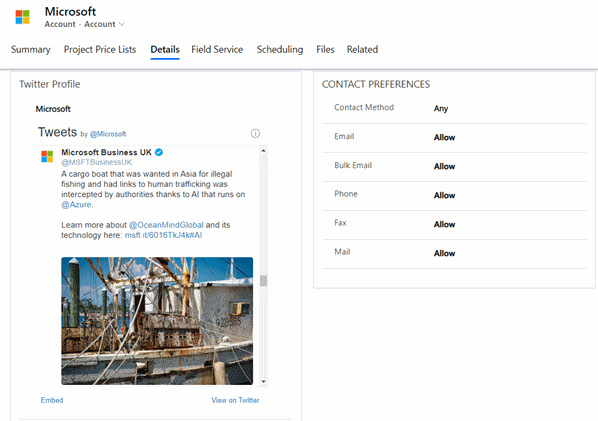 Microsoft
Account · Account
Summary Project Price Lists Details Field Service Scheduling Files Related
Twitter Profile
Microsoft
Tweets by @Microsoft
Microsoft Business UK
@MSFTBusinessUK
A cargo boat that was wanted in Asia for illegal
fishing and had links to human trafficking was
intercepted by authorities thanks to AI that runs on
@Azure.
Learn more about @OceanMindGlobal and its
technology here: msft.it/6016TkJ4k#AI
Embed View on Twitter
CONTACT PREFERENCES
Contact Method Any
Email Allow
Bulk Email Allow
Phone Allow
Fax Allow
Mail Allow